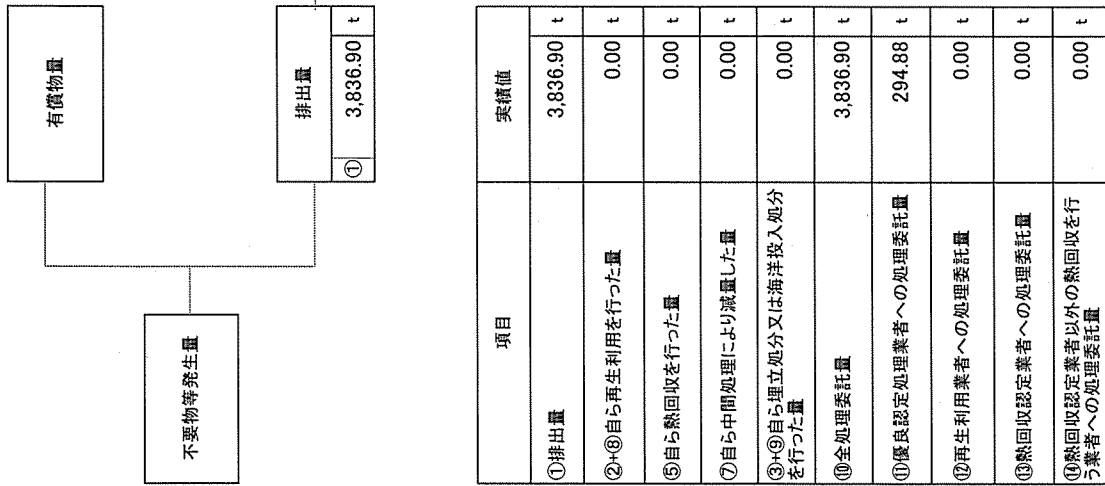 有償物量
不要物等発生量
排出量
① 3,836.90 t
項目 実績値
①排出量 3,836.90 t
②+⑧自ら再生利用を行った量 0.00 t
⑤自ら熱回収を行った量 0.00 t
⑦自ら中間処理により減量した量 0.00 t
③+⑨自ら埋立処分又は海洋投入処分
を行った量 0.00 t
⑩全処理委託量 3,836.90 t
⑪優良認定処理業者への処理委託量 294.88 t
⑫再生利用業者への処理委託量 0.00 t
⑬熱回収認定業者への処理委託量 0.00 t
⑭熱回収認定業者以外の熱回収を行
う業者への処理委託量 0.00 t